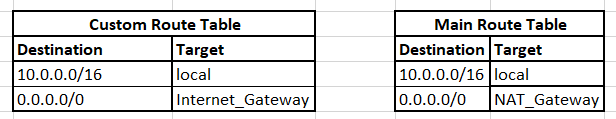 Custom Route Table
Destination Target
10.0.0.0/16 local
0.0.0.0/0 Internet_Gateway
Main Route Table
Destination Target
10.0.0.0/16 local
0.0.0.0/0 NAT_Gateway